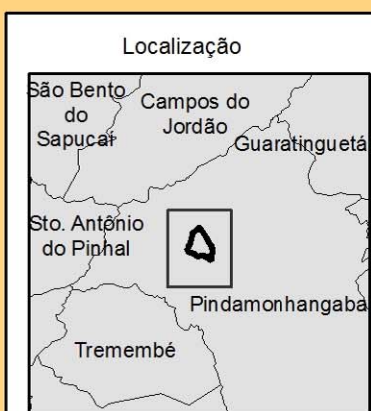 Localização
São Bento
do
Sapucaí
Campos do
Jordão
Guaratinguetá
Sto. Antônio
do Pinhal
Pindamonhangaba
Tremembé